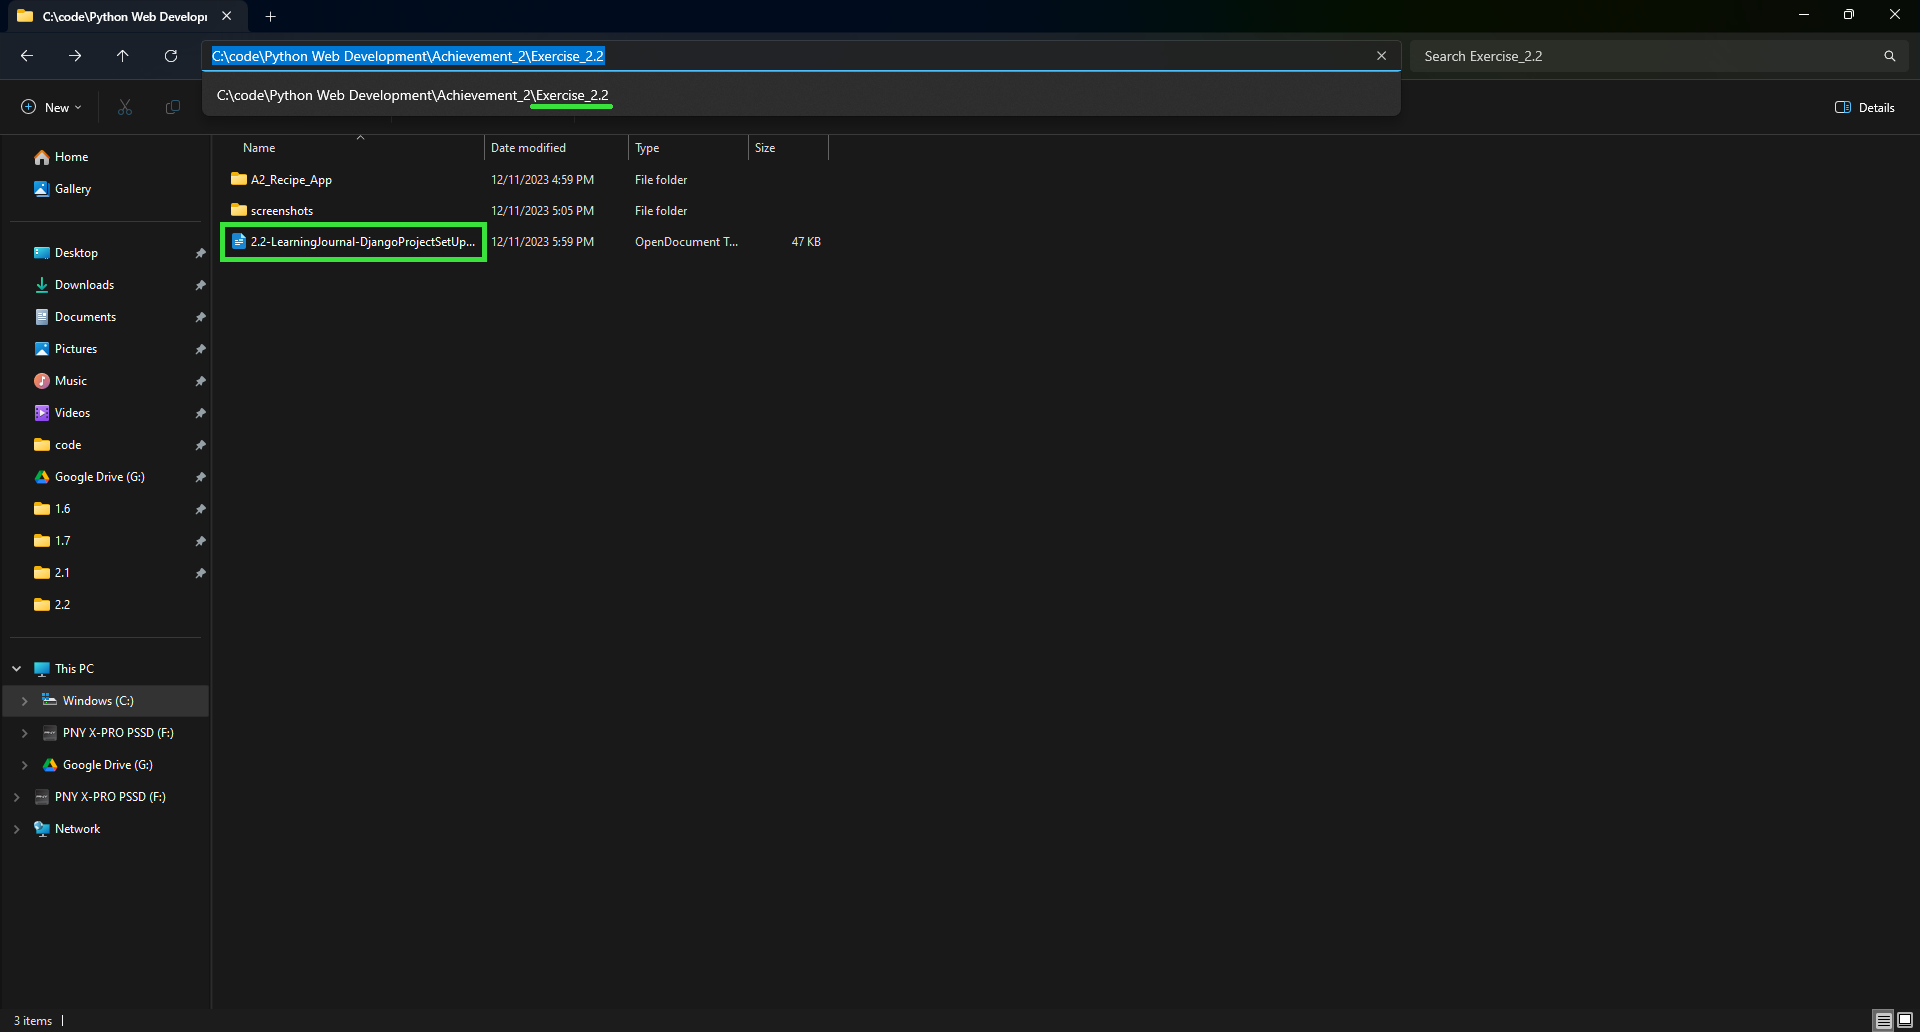 C:\code\Python Web Develop
C:\code\Python Web Development\Achievement_2\Exercise_2.2
Search Exercise_2.2
C:\code\Python Web Development\Achievement_2\Exercise_2.2
New
Details
Name Date modified Type Size
A2_Recipe_App 12/11/2023 4:59 PM File folder
screenshots 12/11/2023 5:05 PM File folder
2.2-LearningJournal-DjangoProjectSetUp... 12/11/2023 5:59 PM OpenDocument T... 47 KB
Home
Gallery
Desktop
Downloads
Documents
Pictures
Music
Videos
code
Google Drive (G:)
1.6
1.7
2.1
2.2
This PC
Windows (C:)
PNY X-PRO PSSD (F:)
Google Drive (G:)
PNY X-PRO PSSD (F:)
Network
3 items